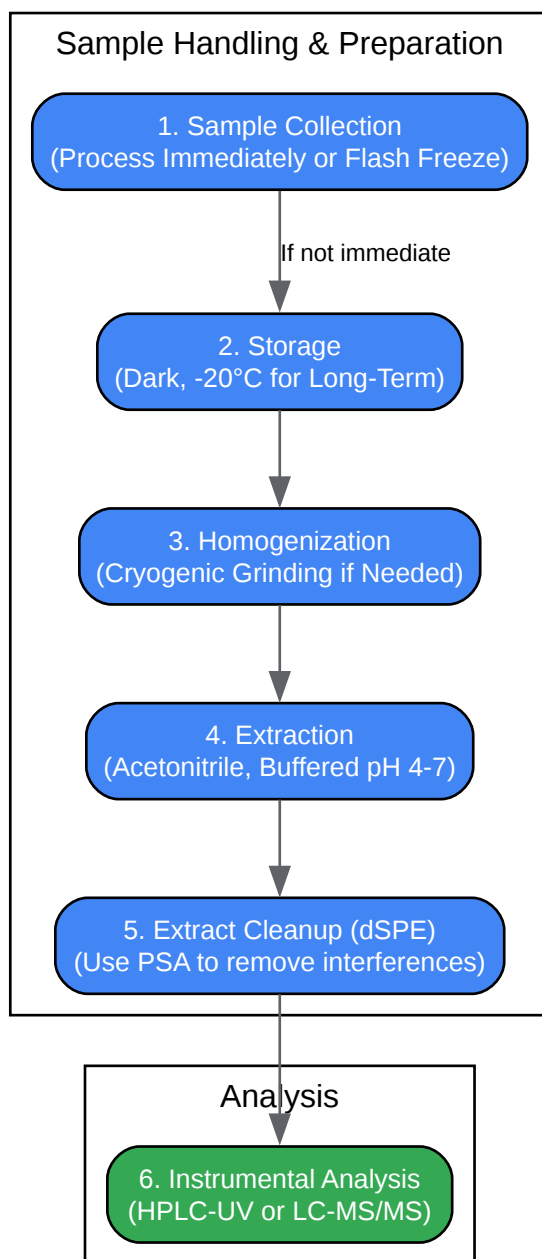 Sample Handling & Preparation
1. Sample Collection
(Process Immediately or Flash Freeze)
If not immediate
2. Storage
(Dark, -20°C for Long-Term)
3. Homogenization
(Cryogenic Grinding if Needed)
4. Extraction
(Acetonitrile, Buffered pH 4-7)
5. Extract Cleanup (dSPE)
(Use PSA to remove interferences)
Analysis
6. Instrumental Analysis
(HPLC-UV or LC-MS/MS)